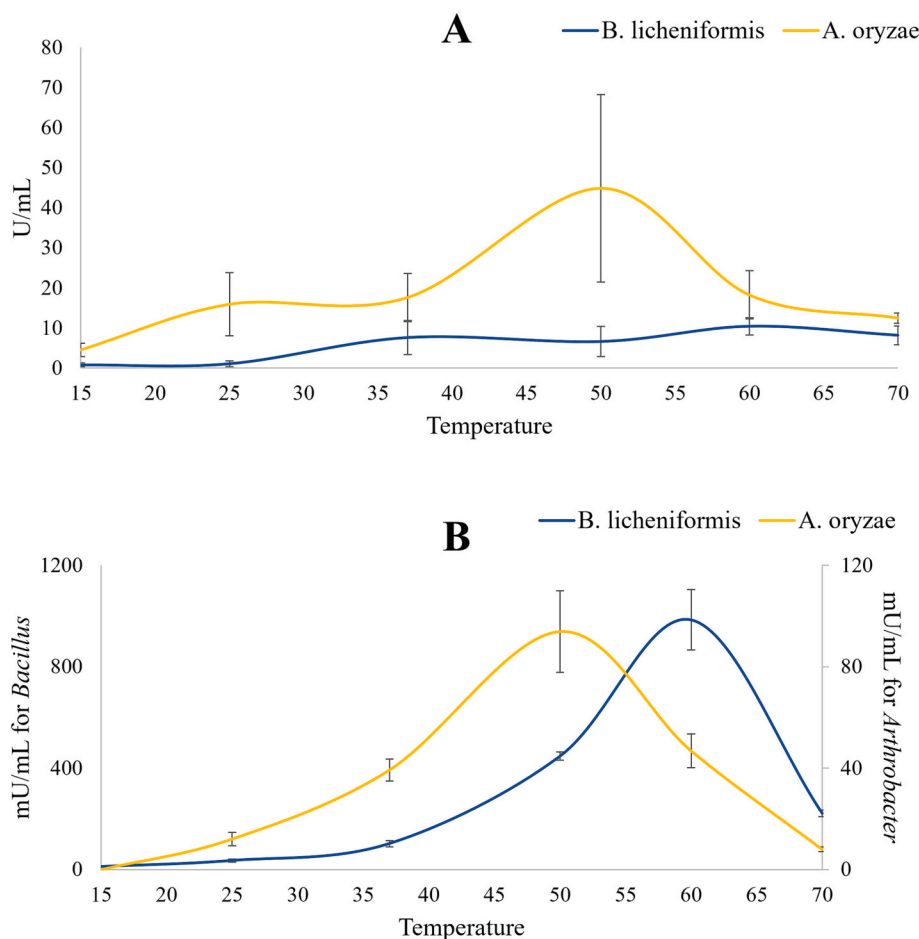 A
B. licheniformis A. oryzae
80
70
60
50
40
30
20
10
0
U/mL
15 20 25 30 35 40 45 50 55 60 65 70
Temperature
B. licheniformis A. oryzae
B
1200
800
400
0
mU/mL for Bacillus
120
80
40
0
mU/mL for Arthrobacter
15 20 25 30 35 40 45 50 55 60 65 70
Temperature